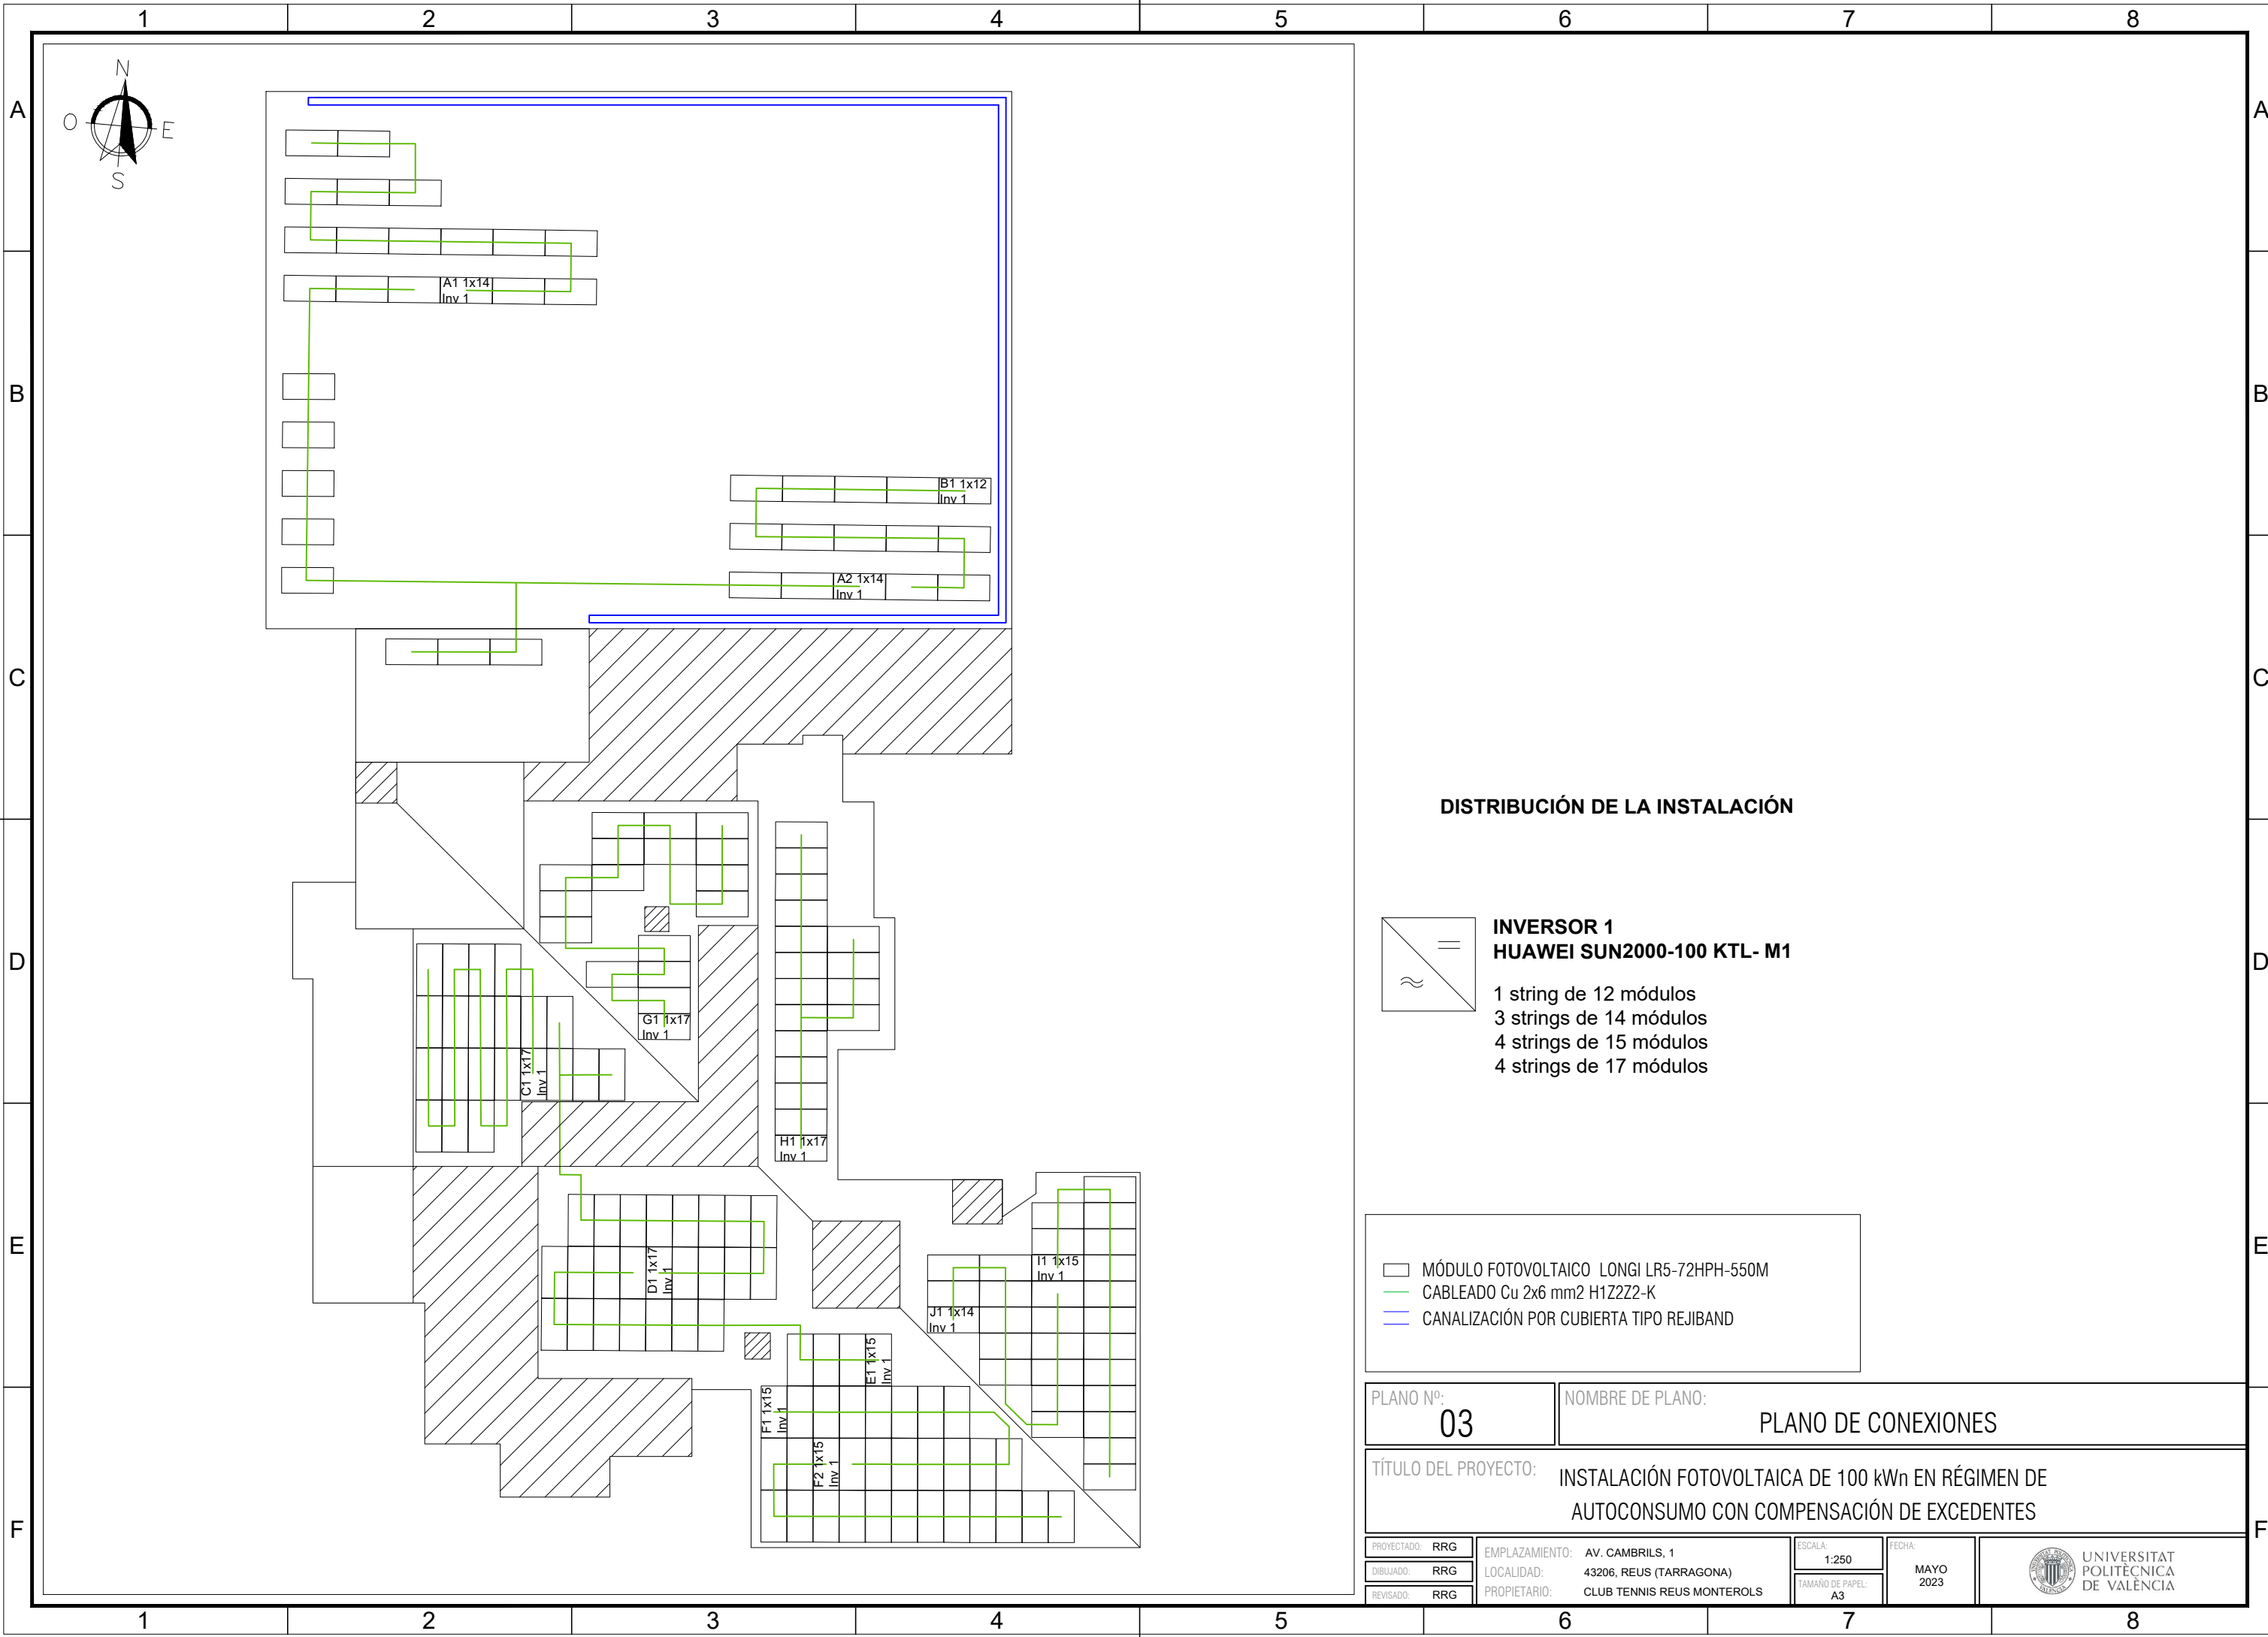 1 2 3 4 5 6 7 8
A A
B B
C C
D D
E E
F F
N
O E
S
A1 1x14
Inv 1
B1 1x12
Inv 1
A2 1x14
Inv 1
G1 1x17
Inv 1
C1 1x17
Inv 1
H1 1x17
Inv 1
D1 1x17
Inv 1
I1 1x15
Inv 1
J1 1x14
Inv 1
E1 1x15
Inv 1
F1 1x15
Inv 1
F2 1x15
Inv 1
DISTRIBUCIÓN DE LA INSTALACIÓN
INVERSOR 1
HUAWEI SUN2000-100 KTL- M1
1 string de 12 módulos
3 strings de 14 módulos
4 strings de 15 módulos
4 strings de 17 módulos
MÓDULO FOTOVOLTAICO LONGI LR5-72HPH-550M
CABLEADO Cu 2x6 mm2 H1Z2Z2-K
CANALIZACIÓN POR CUBIERTA TIPO REJIBAND
PLANO Nº:
03
NOMBRE DE PLANO:
PLANO DE CONEXIONES
TÍTULO DEL PROYECTO:
INSTALACIÓN FOTOVOLTAICA DE 100 kWn EN RÉGIMEN DE
AUTOCONSUMO CON COMPENSACIÓN DE EXCEDENTES
PROYECTADO: RRG
DIBUJADO: RRG
REVISADO: RRG
EMPLAZAMIENTO: AV. CAMBRILS, 1
LOCALIDAD: 43206, REUS (TARRAGONA)
PROPIETARIO: CLUB TENNIS REUS MONTEROLS
ESCALA:
1:250
TAMAÑO DE PAPEL:
A3
FECHA:
MAYO
2023
UNIVERSITAT
POLITÈCNICA
DE VALÈNCIA
1 2 3 4 5 6 7 8